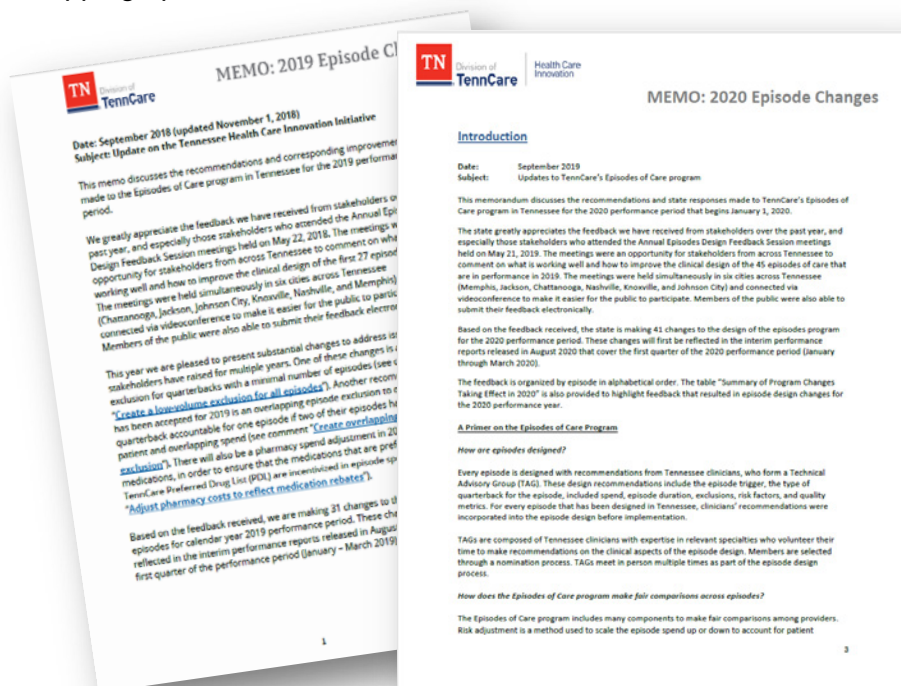 TN
Division of
TennCare
MEMO: 2019 Episode C
Date: September 2018 (updated November 1, 2018)
Subject: Update on the Tennessee Health Care Innovation Initiative
This memo discusses the recommendations and corresponding improveme
made to the Episodes of Care program in Tennessee for the 2019 performa
period.
We greatly appreciate the feedback we have received from stakeholders o
past year, and especially those stakeholders who attended the Annual Epi
Design Feedback Session meetings held on May 22, 2018. The meetings w
opportunity for stakeholders from across Tennessee to comment on wha
working well and how to improve the clinical design of the first 27 episod
The meetings were held simultaneously in six cities across Tennessee
(Chattanooga, Jackson, Johnson City, Knoxville, Nashville, and Memphis)
connected via videoconference to make it easier for the public to partic
Members of the public were also able to submit their feedback electron
This year we are pleased to present substantial changes to address is
stakeholders have raised for multiple years. One of these changes is a
exclusion for quarterbacks with a minimal number of episodes (see c
"Create a low-volume exclusion for all episodes"). Another recom
has been accepted for 2019 is an overlapping episode exclusion to
quarterback accountable for one episode if two of their episodes ha
patient and overlapping spend (see comment "Create overlapping
exclusion"). There will also be a pharmacy spend adjustment in 20
medications, in order to ensure that the medications that are pref
TennCare Preferred Drug List (PDL) are incentivized in episode sp
"Adjust pharmacy costs to reflect medication rebates").
Based on the feedback received, we are making 31 changes to th
episodes for calendar year 2019 performance period. These cha
reflected in the interim performance reports released in Augus
first quarter of the performance period (January – March 2019)
1
TN
Division of
TennCare
Health Care
Innovation
MEMO: 2020 Episode Changes
Introduction
Date: September 2019
Subject: Updates to TennCare's Episodes of Care program
This memorandum discusses the recommendations and state responses made to TennCare's Episodes of
Care program in Tennessee for the 2020 performance period that begins January 1, 2020.
The state greatly appreciates the feedback we have received from stakeholders over the past year, and
especially those stakeholders who attended the Annual Episodes Design Feedback Session meetings
held on May 21, 2019. The meetings were an opportunity for stakeholders from across Tennessee to
comment on what is working well and how to improve the clinical design of the 45 episodes of care that
are in performance in 2019. The meetings were held simultaneously in six cities across Tennessee
(Memphis, Jackson, Chattanooga, Nashville, Knoxville, and Johnson City) and connected via
videoconference to make it easier for the public to participate. Members of the public were also able to
submit their feedback electronically.
Based on the feedback received, the state is making 41 changes to the design of the episodes program
for the 2020 performance period. These changes will first be reflected in the interim performance
reports released in August 2020 that cover the first quarter of the 2020 performance period (January
through March 2020).
The feedback is organized by episode in alphabetical order. The table "Summary of Program Changes
Taking Effect in 2020" is also provided to highlight feedback that resulted in episode design changes for
the 2020 performance year.
A Primer on the Episodes of Care Program
How are episodes designed?
Every episode is designed with recommendations from Tennessee clinicians, who form a Technical
Advisory Group (TAG). These design recommendations include the episode trigger, the type of
quarterback for the episode, included spend, episode duration, exclusions, risk factors, and quality
metrics. For every episode that has been designed in Tennessee, clinicians' recommendations were
incorporated into the episode design before implementation.
TAGs are composed of Tennessee clinicians with expertise in relevant specialties who volunteer their
time to make recommendations on the clinical aspects of the episode design. Members are selected
through a nomination process. TAGs meet in person multiple times as part of the episode design
process.
How does the Episodes of Care program make fair comparisons across episodes?
The Episodes of Care program includes many components to make fair comparisons among providers.
Risk adjustment is a method used to scale the episode spend up or down to account for patient
3